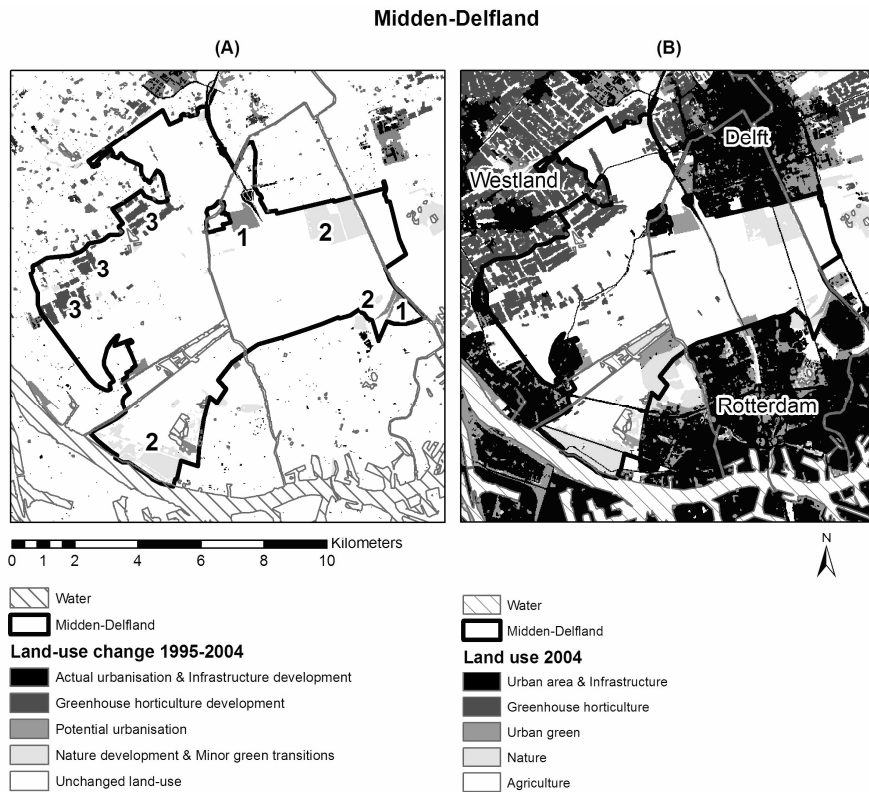 Midden-Delfland
(A)
(B)
Delft
Westland
3
1
2
3
3
2
1
Rotterdam
2
Kilometers
0 1 2 4 6 8 10
N
Water
Midden-Delfland
Land-use change 1995-2004
Actual urbanisation & Infrastructure development
Greenhouse horticulture development
Potential urbanisation
Nature development & Minor green transitions
Unchanged land-use
Water
Midden-Delfland
Land use 2004
Urban area & Infrastructure
Greenhouse horticulture
Urban green
Nature
Agriculture